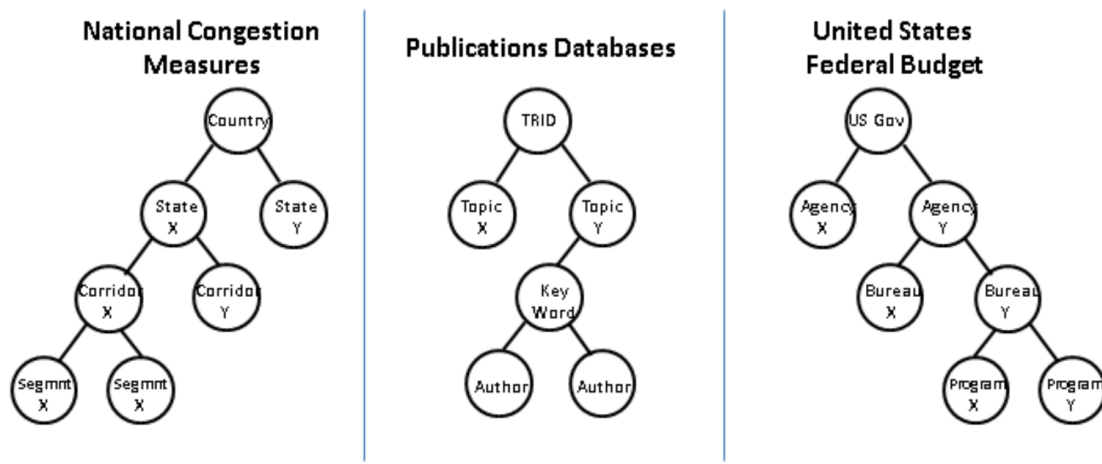 National Congestion
Measures
Country
State
X
State
Y
Corridor
X
Corridor
Y
Segmnt
X
Segmnt
X
Publications Databases
TRID
Topic
X
Topic
Y
Key
Word
Author
Author
United States
Federal Budget
US Gov
Agency
X
Agency
Y
Bureau
X
Bureau
Y
Program
X
Program
Y